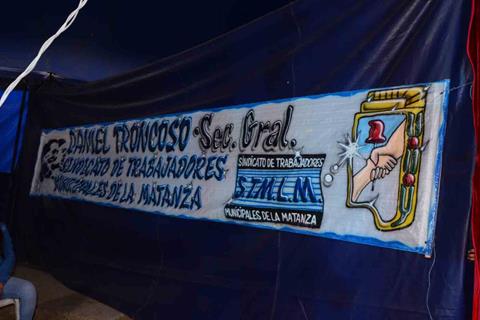 DANIEL TRONCOSO · Sec. Gral.
SINDICATO DE TRABAJADORES
MUNICIPALES DE LA MATANZA
SINDICATO DE TRABAJADORES
S.T.M.L.M.
MUNICIPALES DE LA MATANZA